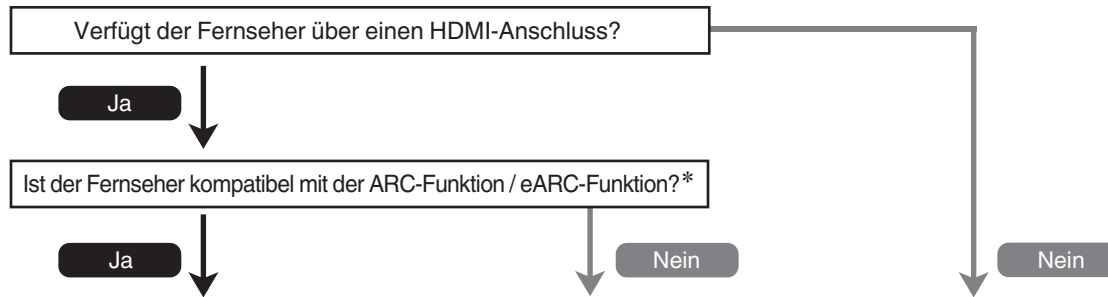 Verfügt der Fernseher über einen HDMI-Anschluss?
Ja
Ist der Fernseher kompatibel mit der ARC-Funktion / eARC-Funktion?*
Ja
Nein
Nein